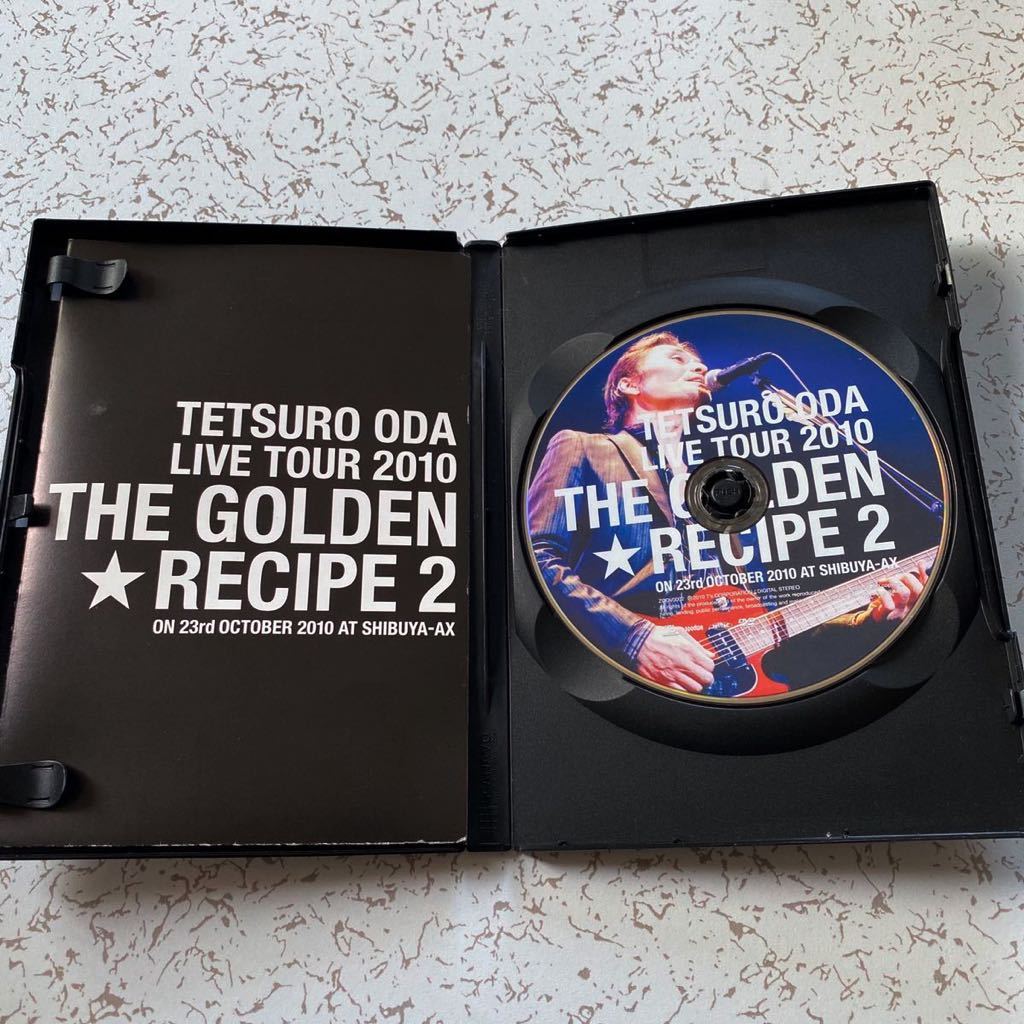 TETSURO ODA
LIVE TOUR 2010
THE GOLDEN
★RECIPE 2
ON 23rd OCTOBER 2010 AT SHIBUYA-AX
TETSURO ODA
LIVE TOUR 2010
THE GOLDEN
★RECIPE 2
ON 23rd OCTOBER 2010 AT SHIBUYA-AX